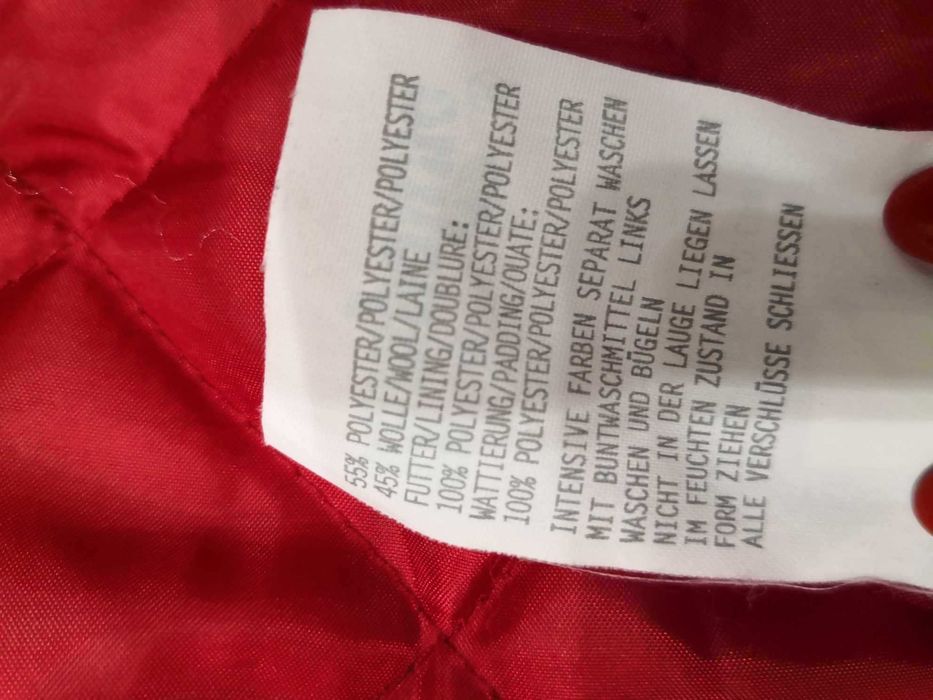 55% POLYESTER/POLYESTER/POLYESTER
45% WOLLE/WOOL/LAINE
FUTTER/LINING/DOUBLURE:
100% POLYESTER/POLYESTER/POLYESTER
WATTIERUNG/PADDING/OUATE:
100% POLYESTER/POLYESTER/POLYESTER
INTENSIVE FARBEN SEPARAT WASCHEN
MIT BUNTWASCHMITTEL LINKS
WASCHEN UND BÜGELN
NICHT IN DER LAUGE LIEGEN LASSEN
IM FEUCHTEN ZUSTAND IN
FORM ZIEHEN
ALLE VERSCHLÜSSE SCHLIESSEN